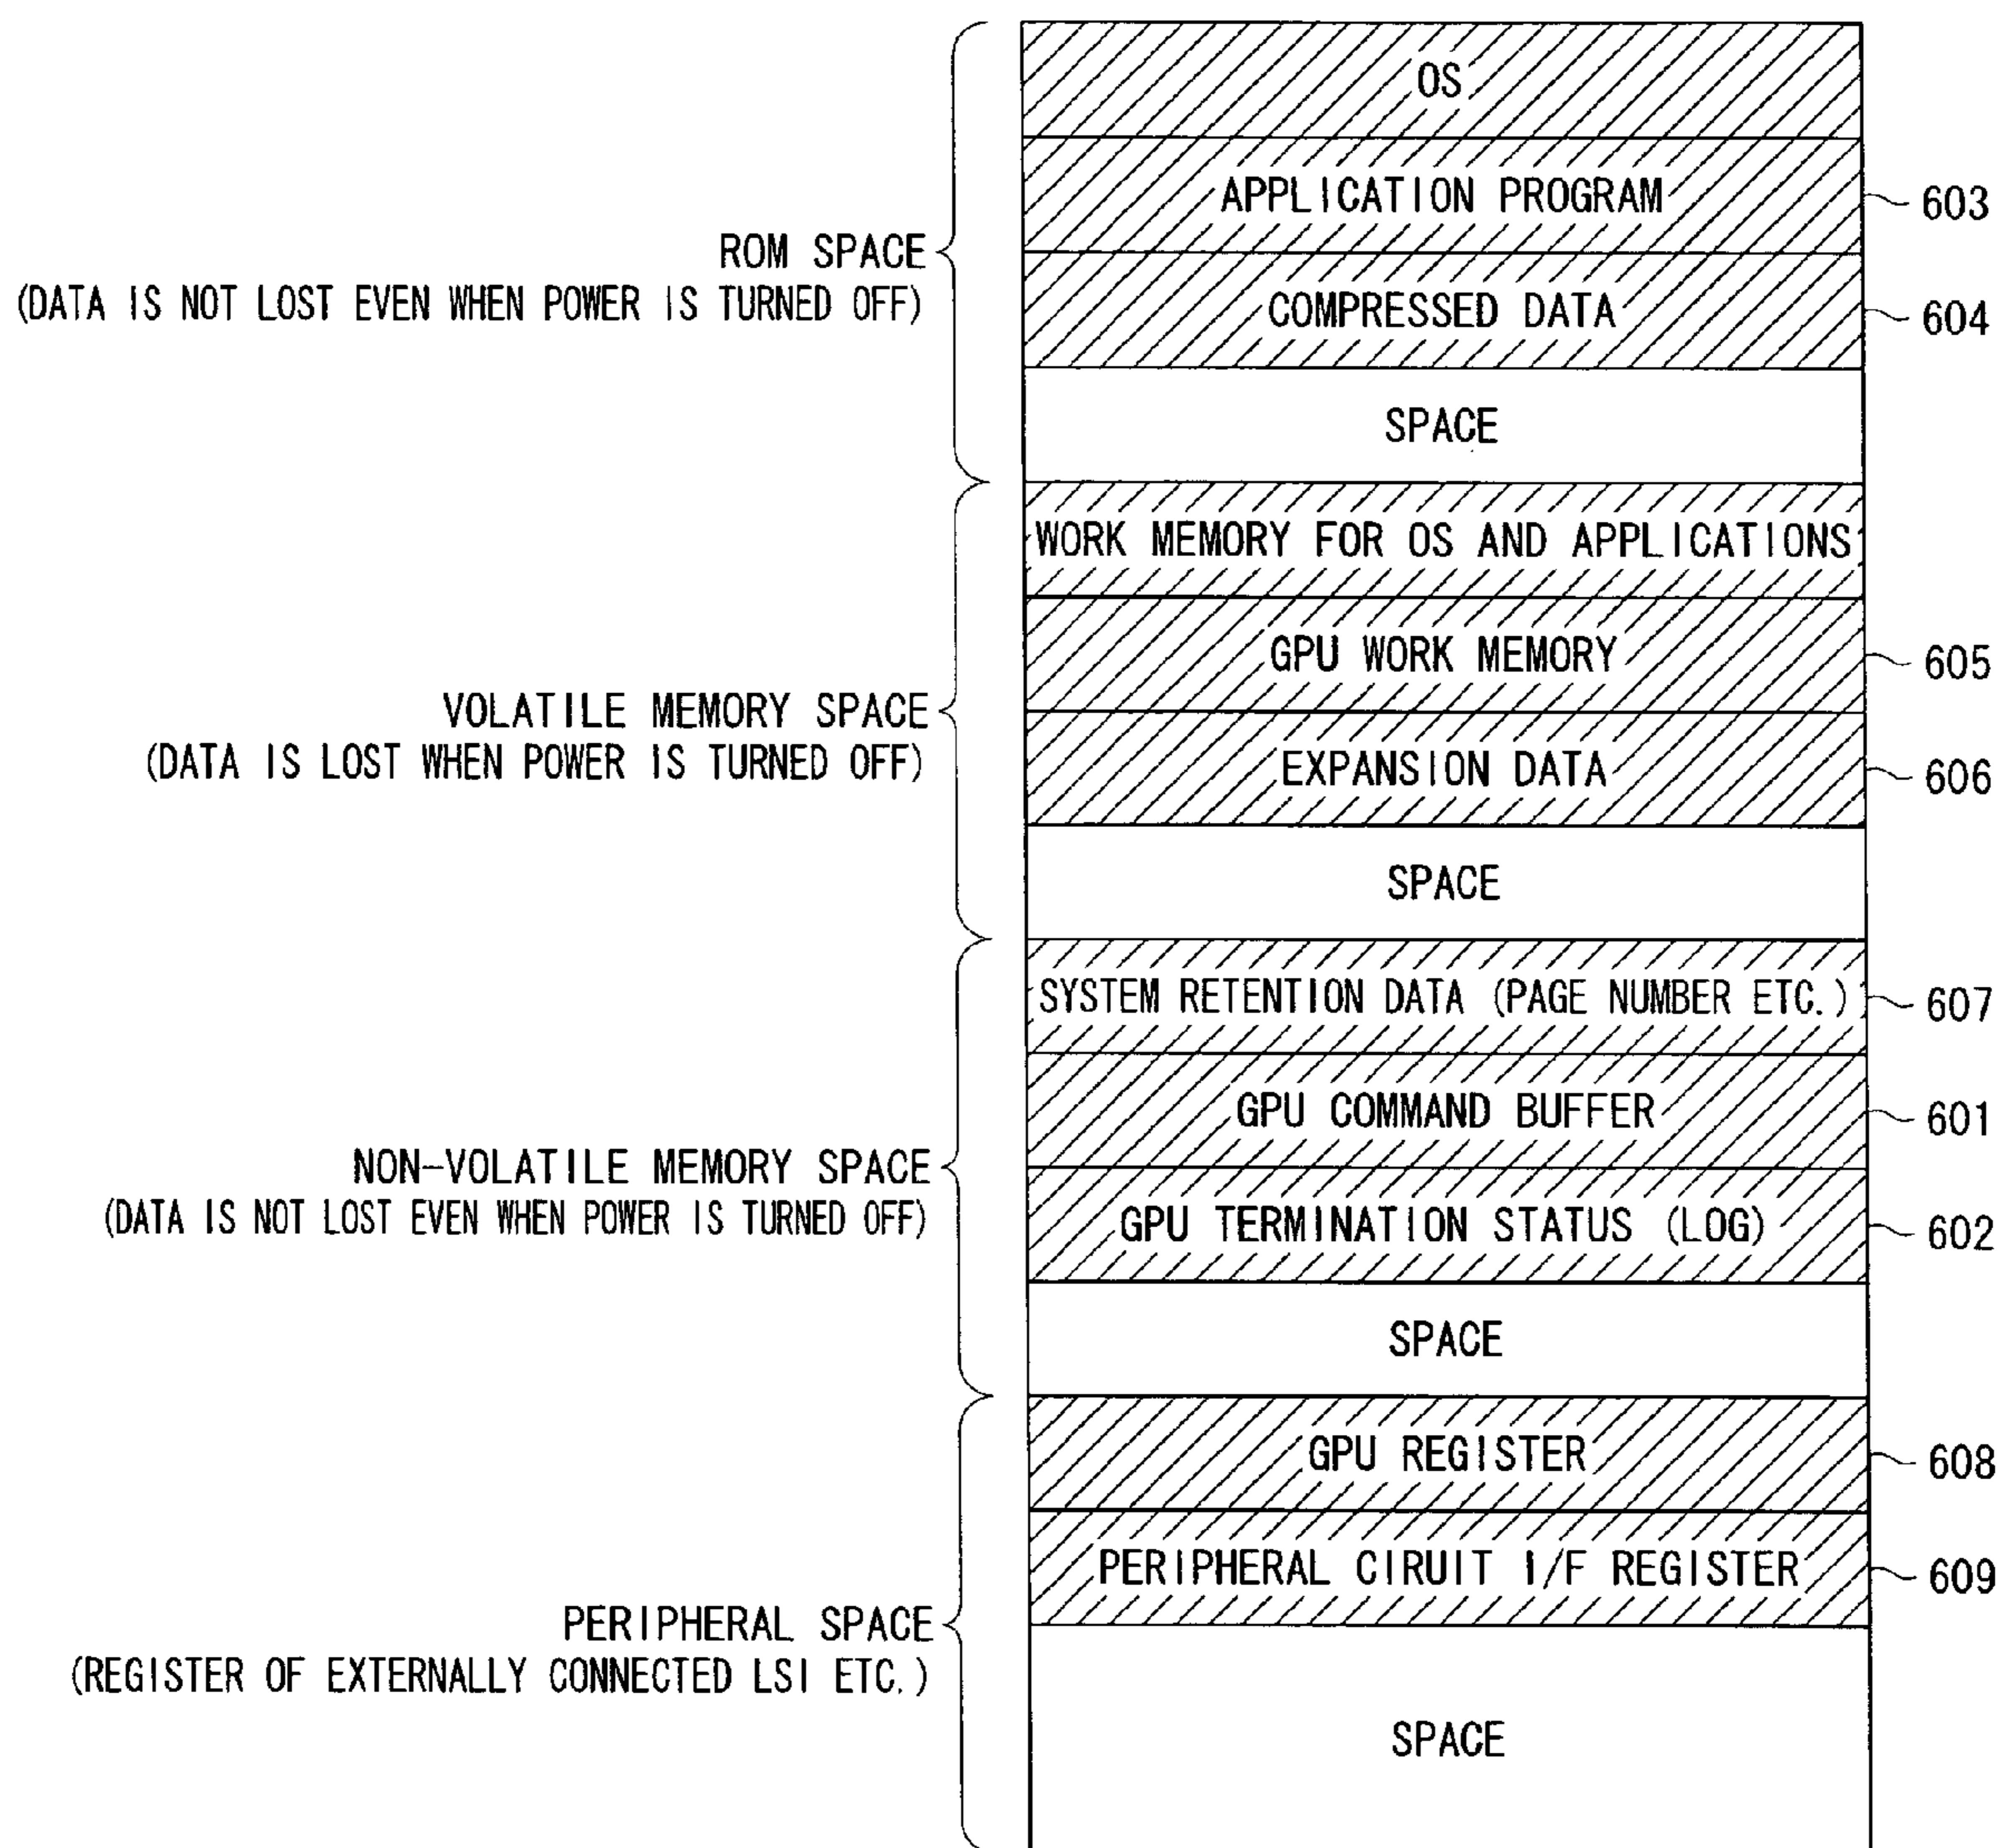 OS
APPLICATION PROGRAM
603
ROM SPACE
(DATA IS NOT LOST EVEN WHEN POWER IS TURNED OFF)
COMPRESSED DATA
604
SPACE
WORK MEMORY FOR OS AND APPLICATIONS
GPU WORK MEMORY
605
VOLATILE MEMORY SPACE
(DATA IS LOST WHEN POWER IS TURNED OFF)
EXPANSION DATA
606
SPACE
SYSTEM RETENTION DATA (PAGE NUMBER ETC.)
607
GPU COMMAND BUFFER
601
NON-VOLATILE MEMORY SPACE
(DATA IS NOT LOST EVEN WHEN POWER IS TURNED OFF)
GPU TERMINATION STATUS (LOG)
602
SPACE
GPU REGISTER
608
PERIPHERAL CIRUIT I/F REGISTER
609
PERIPHERAL SPACE
(REGISTER OF EXTERNALLY CONNECTED LSI ETC.)
SPACE